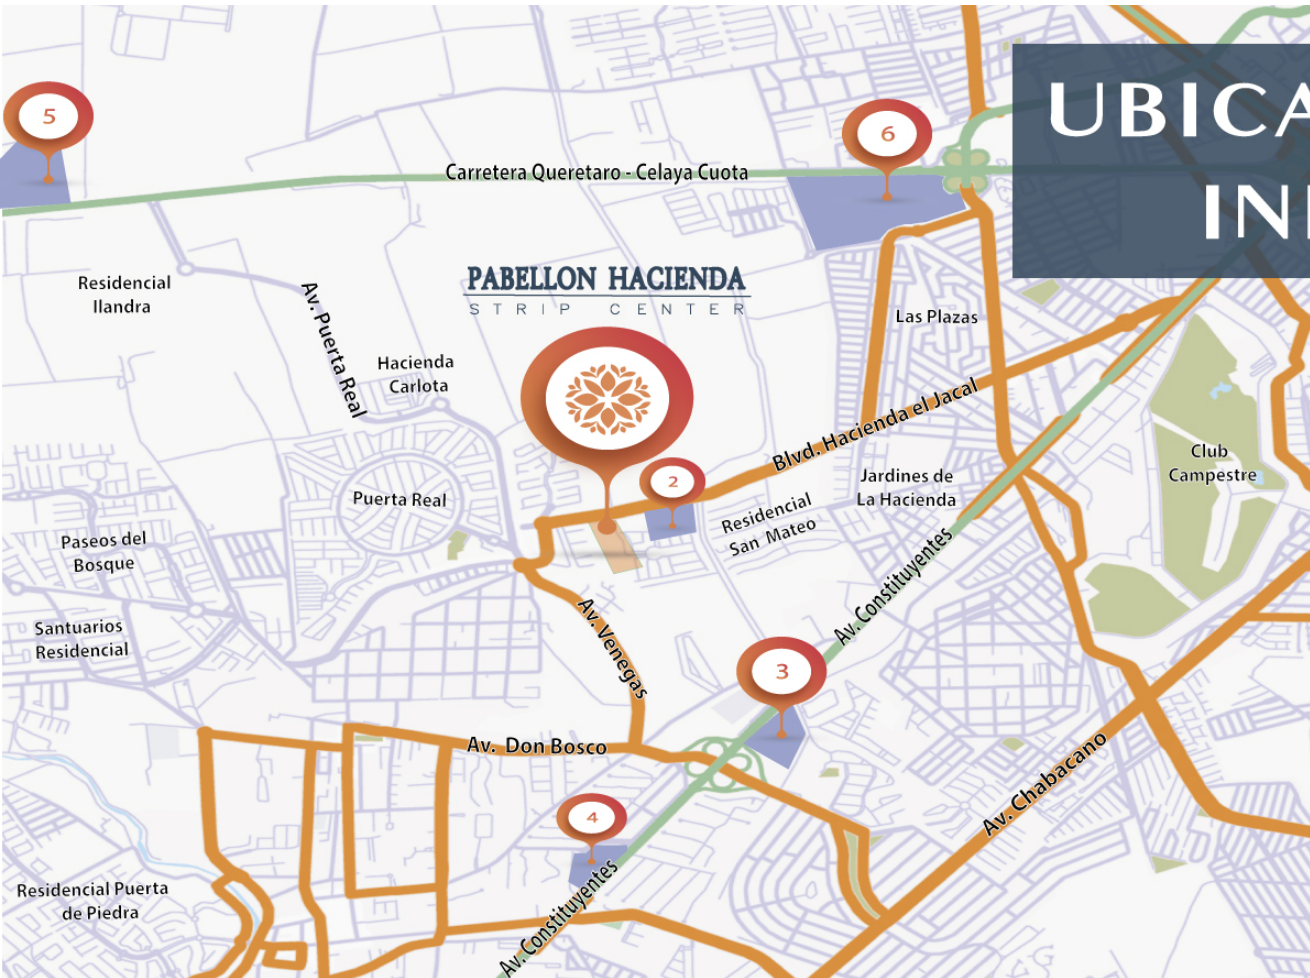 UBICA
IN
5
6
Carretera Queretaro - Celaya Cuota
PABELLON HACIENDA
STRIP CENTER
Residencial
Ilandra
Av. Puerta Real
Las Plazas
Hacienda
Carlota
Blvd. Hacienda el Jacal
Club
Campestre
2
Jardines de
La Hacienda
Puerta Real
Residencial
San Mateo
Paseos del
Bosque
Av. Constituyentes
Av. Venegas
Santuarios
Residencial
3
Av. Don Bosco
Av. Chabacano
4
Residencial Puerta
de Piedra
Av. Constituyentes